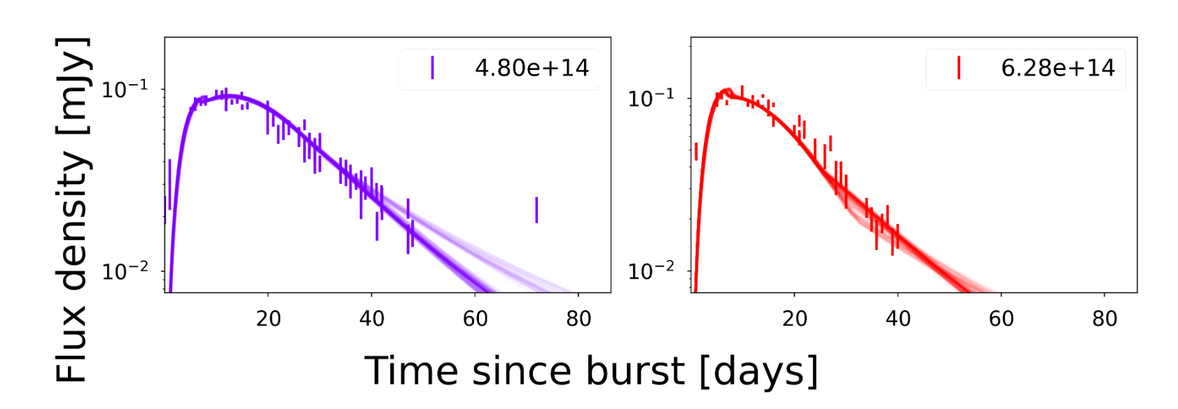 Flux density [mJy]
10⁻¹
10⁻²
4.80e+14
20 40 60 80
10⁻¹
10⁻²
6.28e+14
20 40 60 80
Time since burst [days]